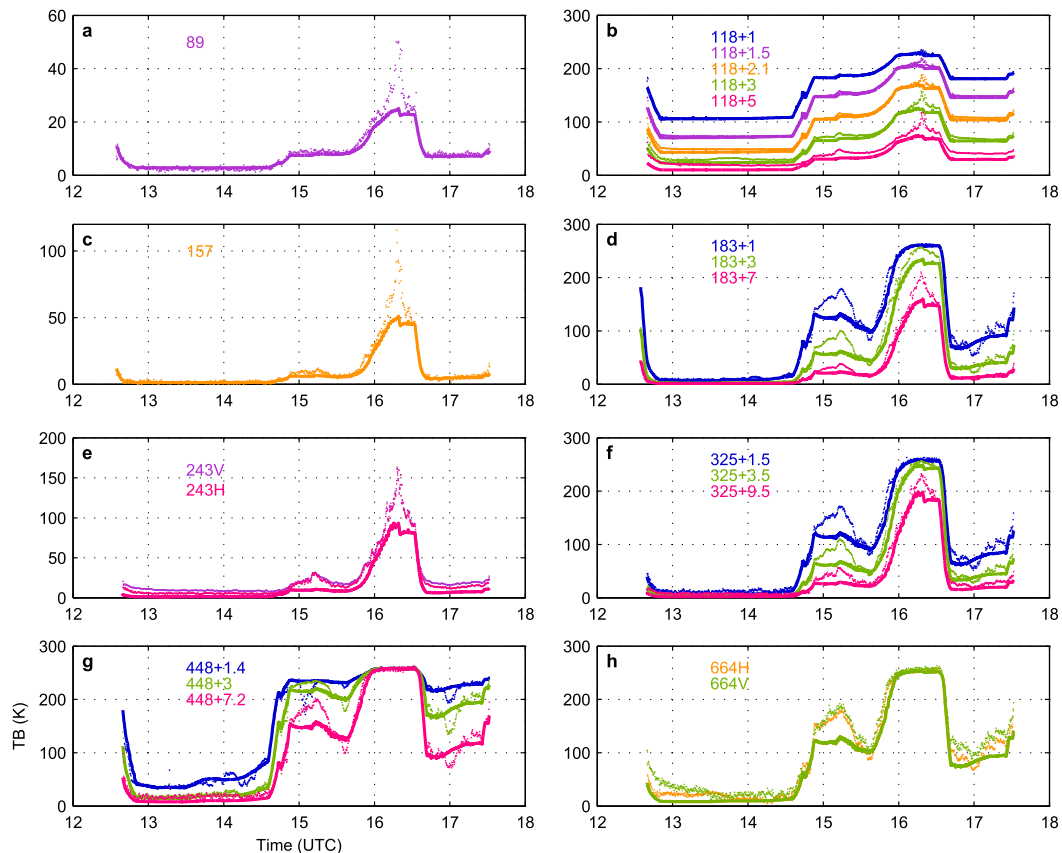 60
40
20
0
a
89
12 13 14 15 16 17 18
300
200
100
0
b
118+1
118+1.5
118+2.1
118+3
118+5
12 13 14 15 16 17 18
100
50
0
c
157
12 13 14 15 16 17 18
300
200
100
0
d
183+1
183+3
183+7
12 13 14 15 16 17 18
200
150
100
50
0
e
243V
243H
12 13 14 15 16 17 18
300
200
100
0
f
325+1.5
325+3.5
325+9.5
12 13 14 15 16 17 18
TB (K)
300
200
100
0
g
448+1.4
448+3
448+7.2
12 13 14 15 16 17 18
Time (UTC)
300
200
100
0
h
664H
664V
12 13 14 15 16 17 18